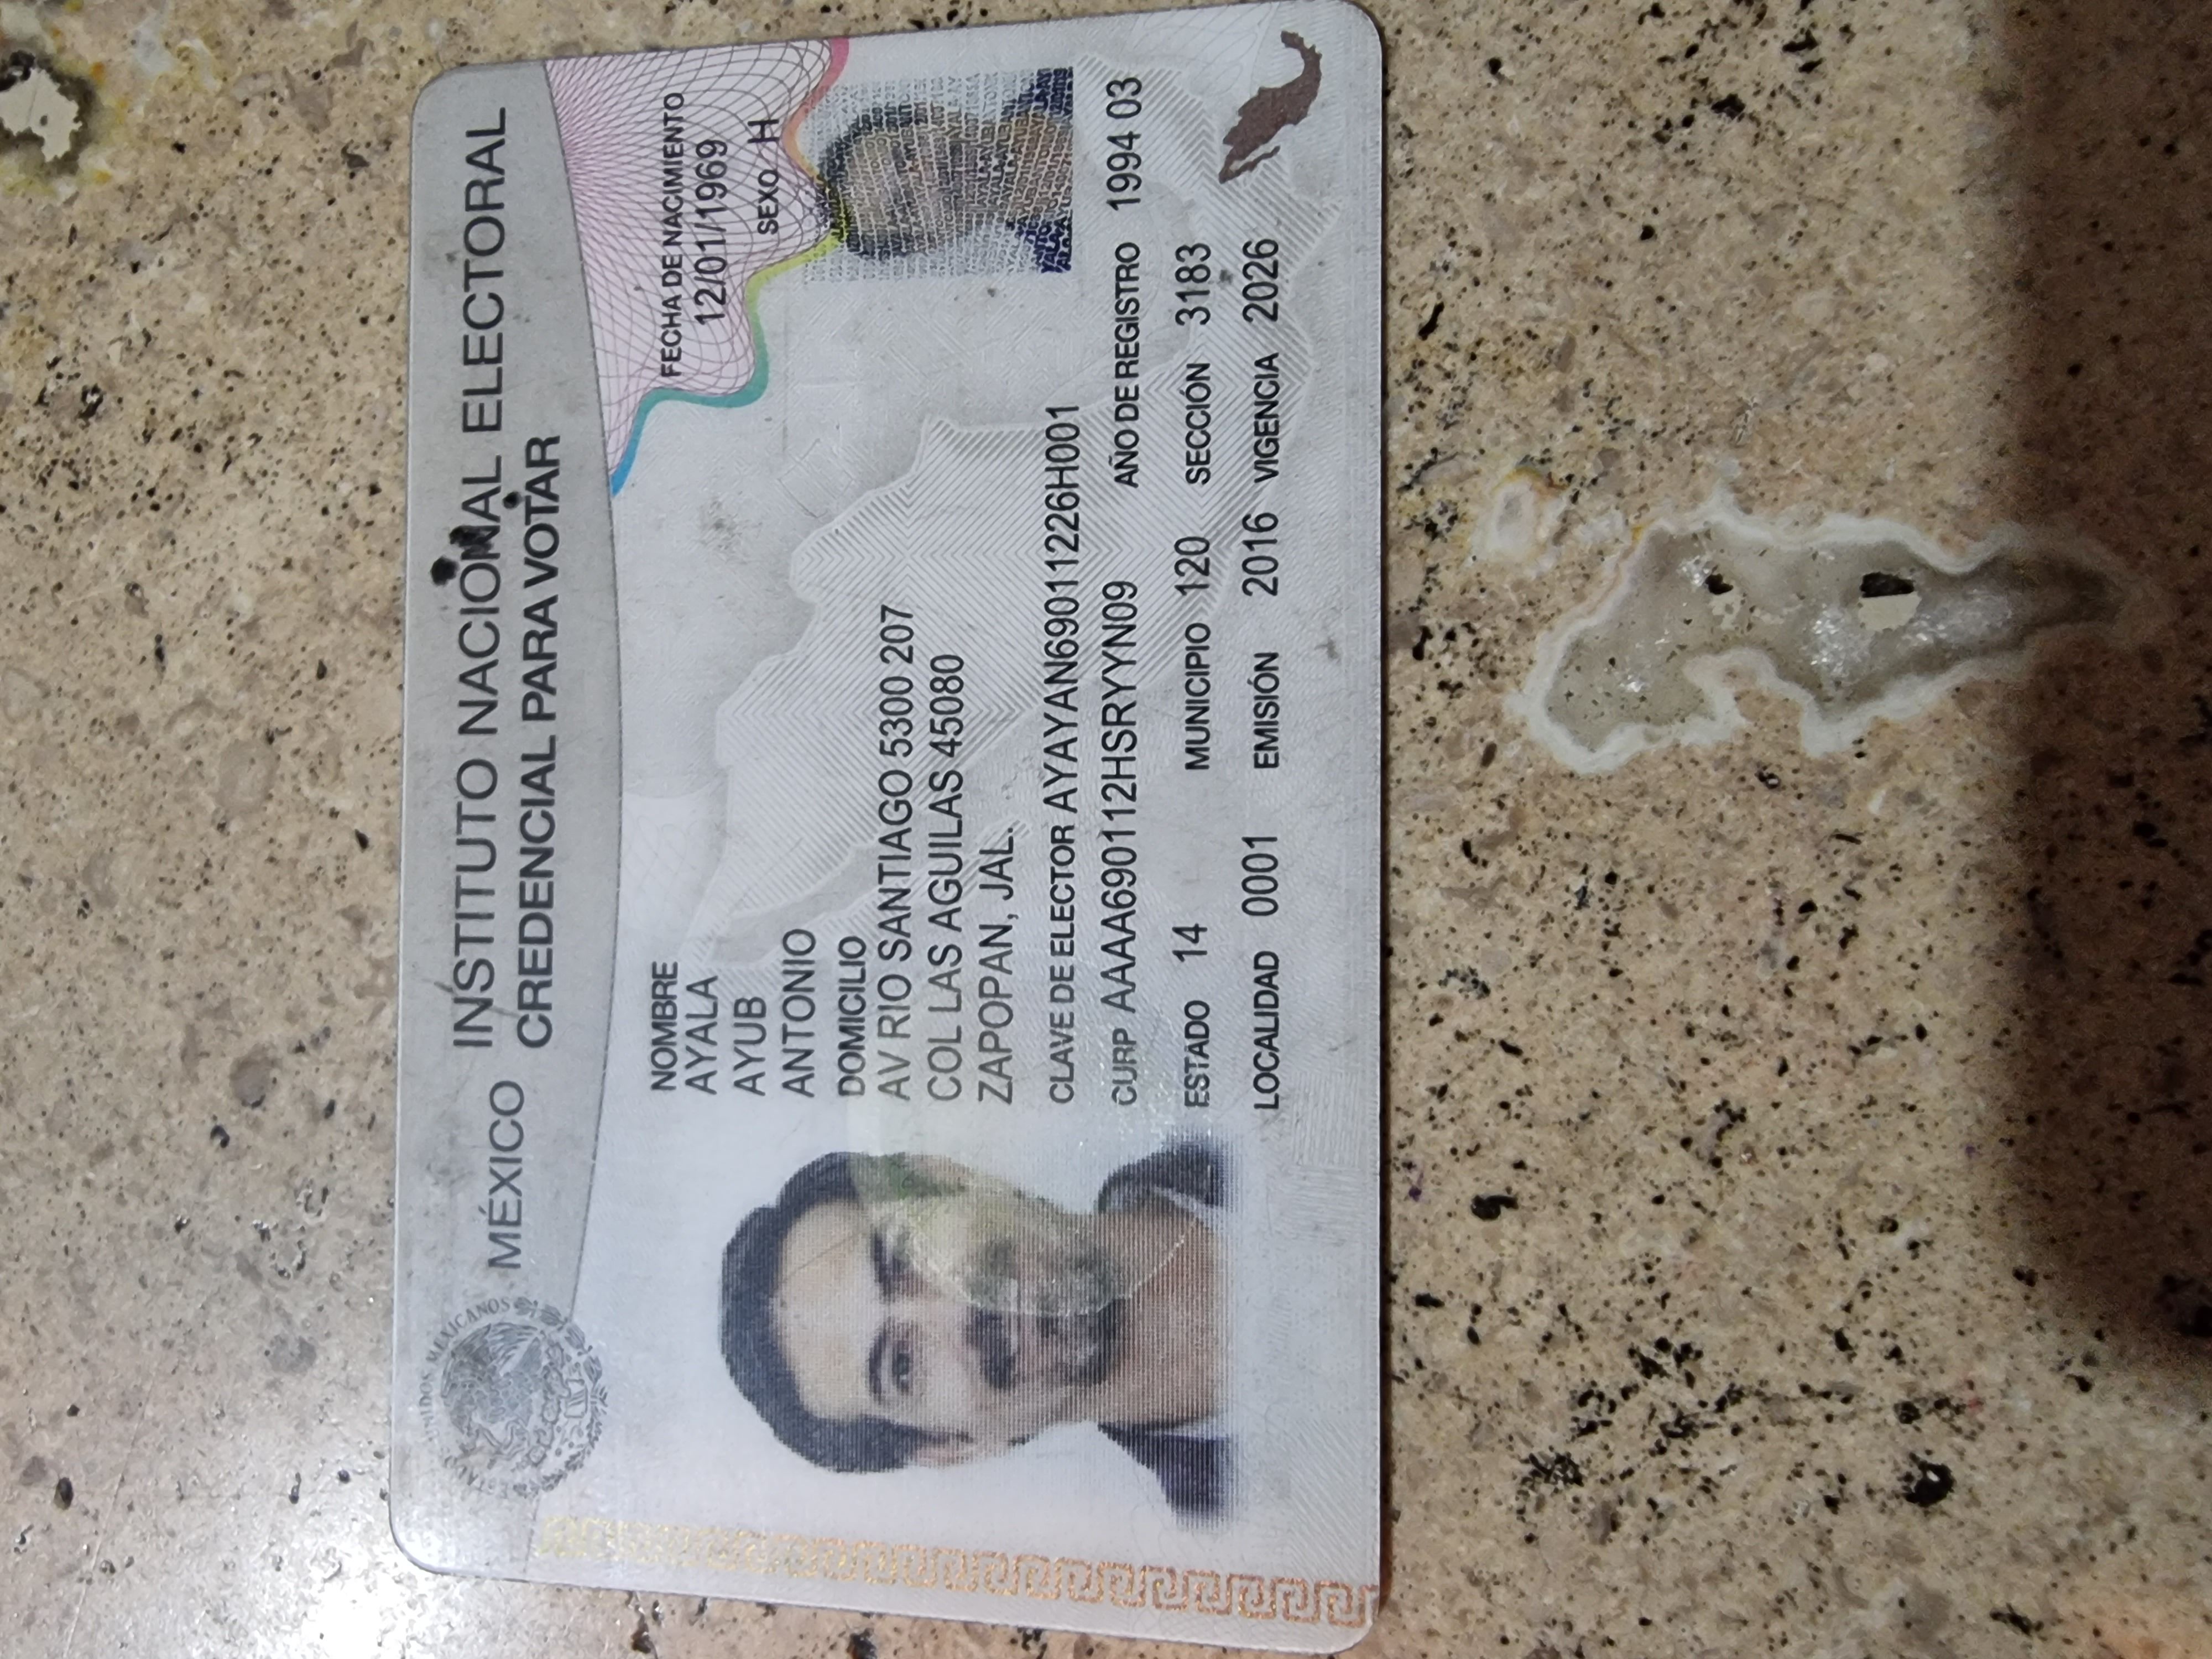 ESTADOS UNIDOS MEXICANOS
MÉXICO
INSTITUTO NACIONAL ELECTORAL
CREDENCIAL PARA VOTAR
NOMBRE
AYALA
AYUB
ANTONIO
FECHA DE NACIMIENTO
12/01/1969
SEXO H
DOMICILIO
AV RIO SANTIAGO 5300 207
COL LAS AGUILAS 45080
ZAPOPAN, JAL.
CLAVE DE ELECTOR AYAYAN69011226H001
CURP AAAA690112HSRYYN09 AÑO DE REGISTRO 1994 03
ESTADO 14 MUNICIPIO 120 SECCIÓN 3183
LOCALIDAD 0001 EMISIÓN 2016 VIGENCIA 2026